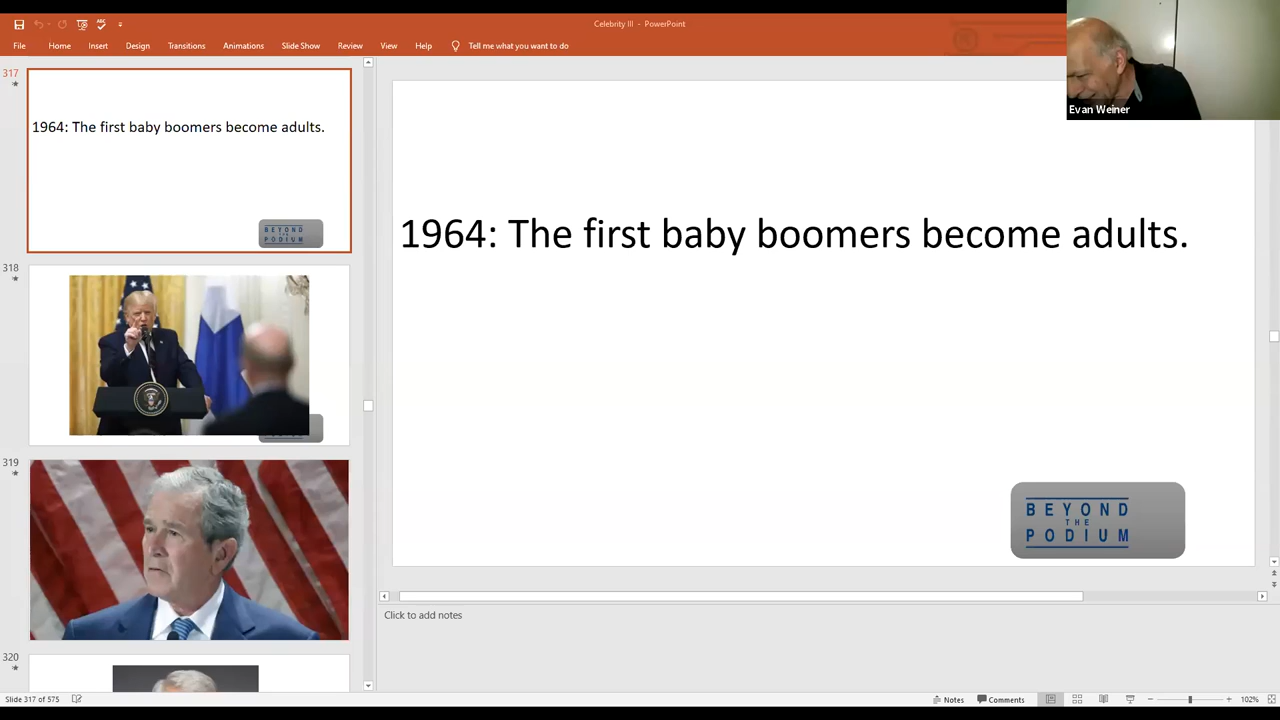 Celebrity III - PowerPoint
File Home Insert Design Transitions Animations Slide Show Review View Help Tell me what you want to do
Evan Weiner
317
1964: The first baby boomers become adults.
BEYOND
THE
PODIUM
318
319
320
1964: The first baby boomers become adults.
BEYOND
THE
PODIUM
Click to add notes
Slide 317 of 575 Notes Comments 102%